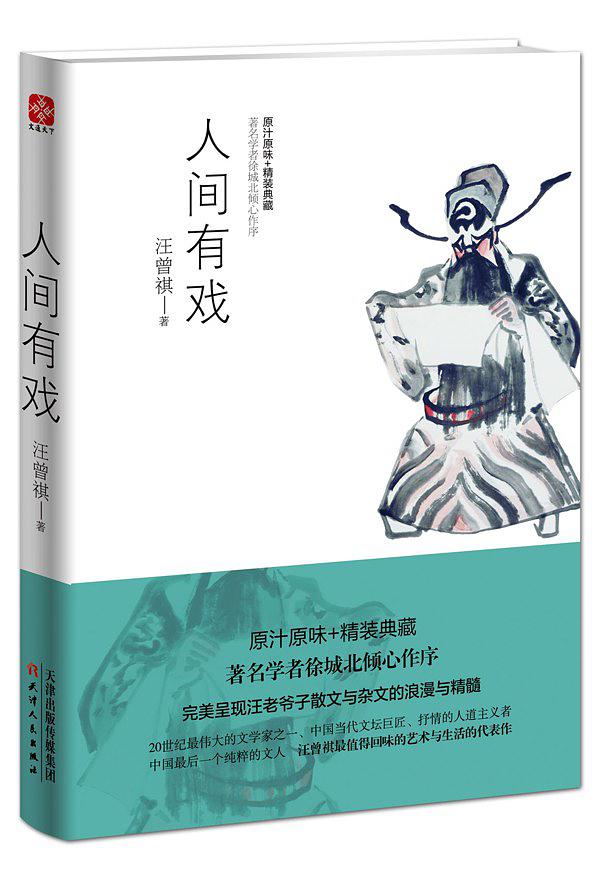 文通天下
人间有戏
汪曾祺—著
天津出版传媒集团
天津人民出版社
原汁原味+精装典藏
著名学者徐城北倾心作序
人间有戏
汪曾祺—著
原汁原味+精装典藏
著名学者徐城北倾心作序
完美呈现汪老爷子散文与杂文的浪漫与精髓
20世纪最伟大的文学家之一、中国当代文坛巨匠、抒情的人道主义者
中国最后一个纯粹的文人 汪曾祺最值得回味的艺术与生活的代表作